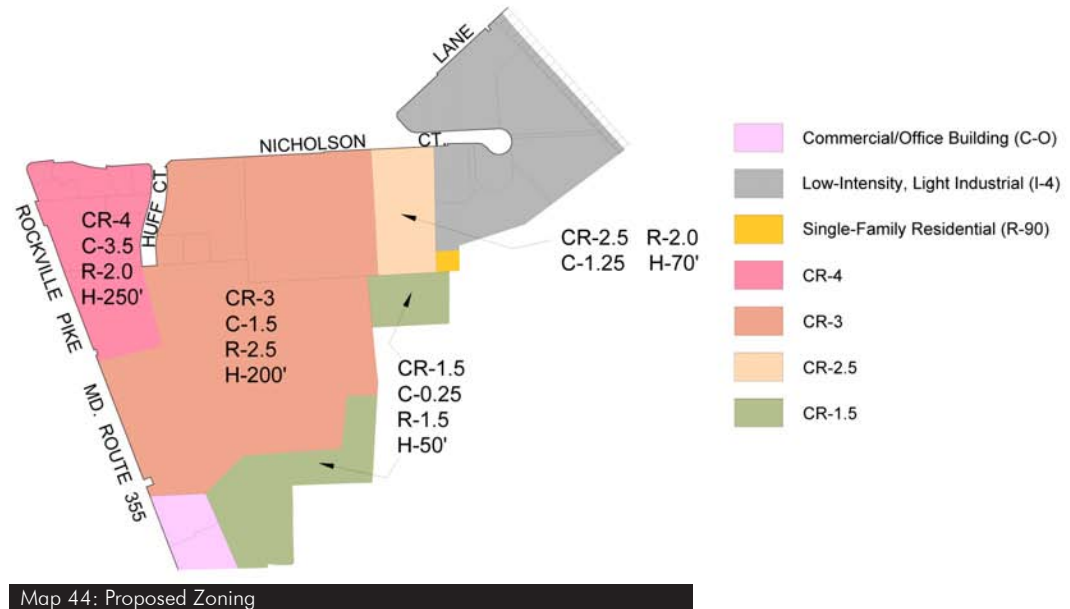 LANE
NICHOLSON CT.
HUFF CT.
ROCKVILLE PIKE MD. ROUTE 355
CR-4
C-3.5
R-2.0
H-250'
CR-3
C-1.5
R-2.5
H-200'
CR-2.5 R-2.0
C-1.25 H-70'
CR-1.5
C-0.25
R-1.5
H-50'
Commercial/Office Building (C-O)
Low-Intensity, Light Industrial (I-4)
Single-Family Residential (R-90)
CR-4
CR-3
CR-2.5
CR-1.5
Map 44: Proposed Zoning